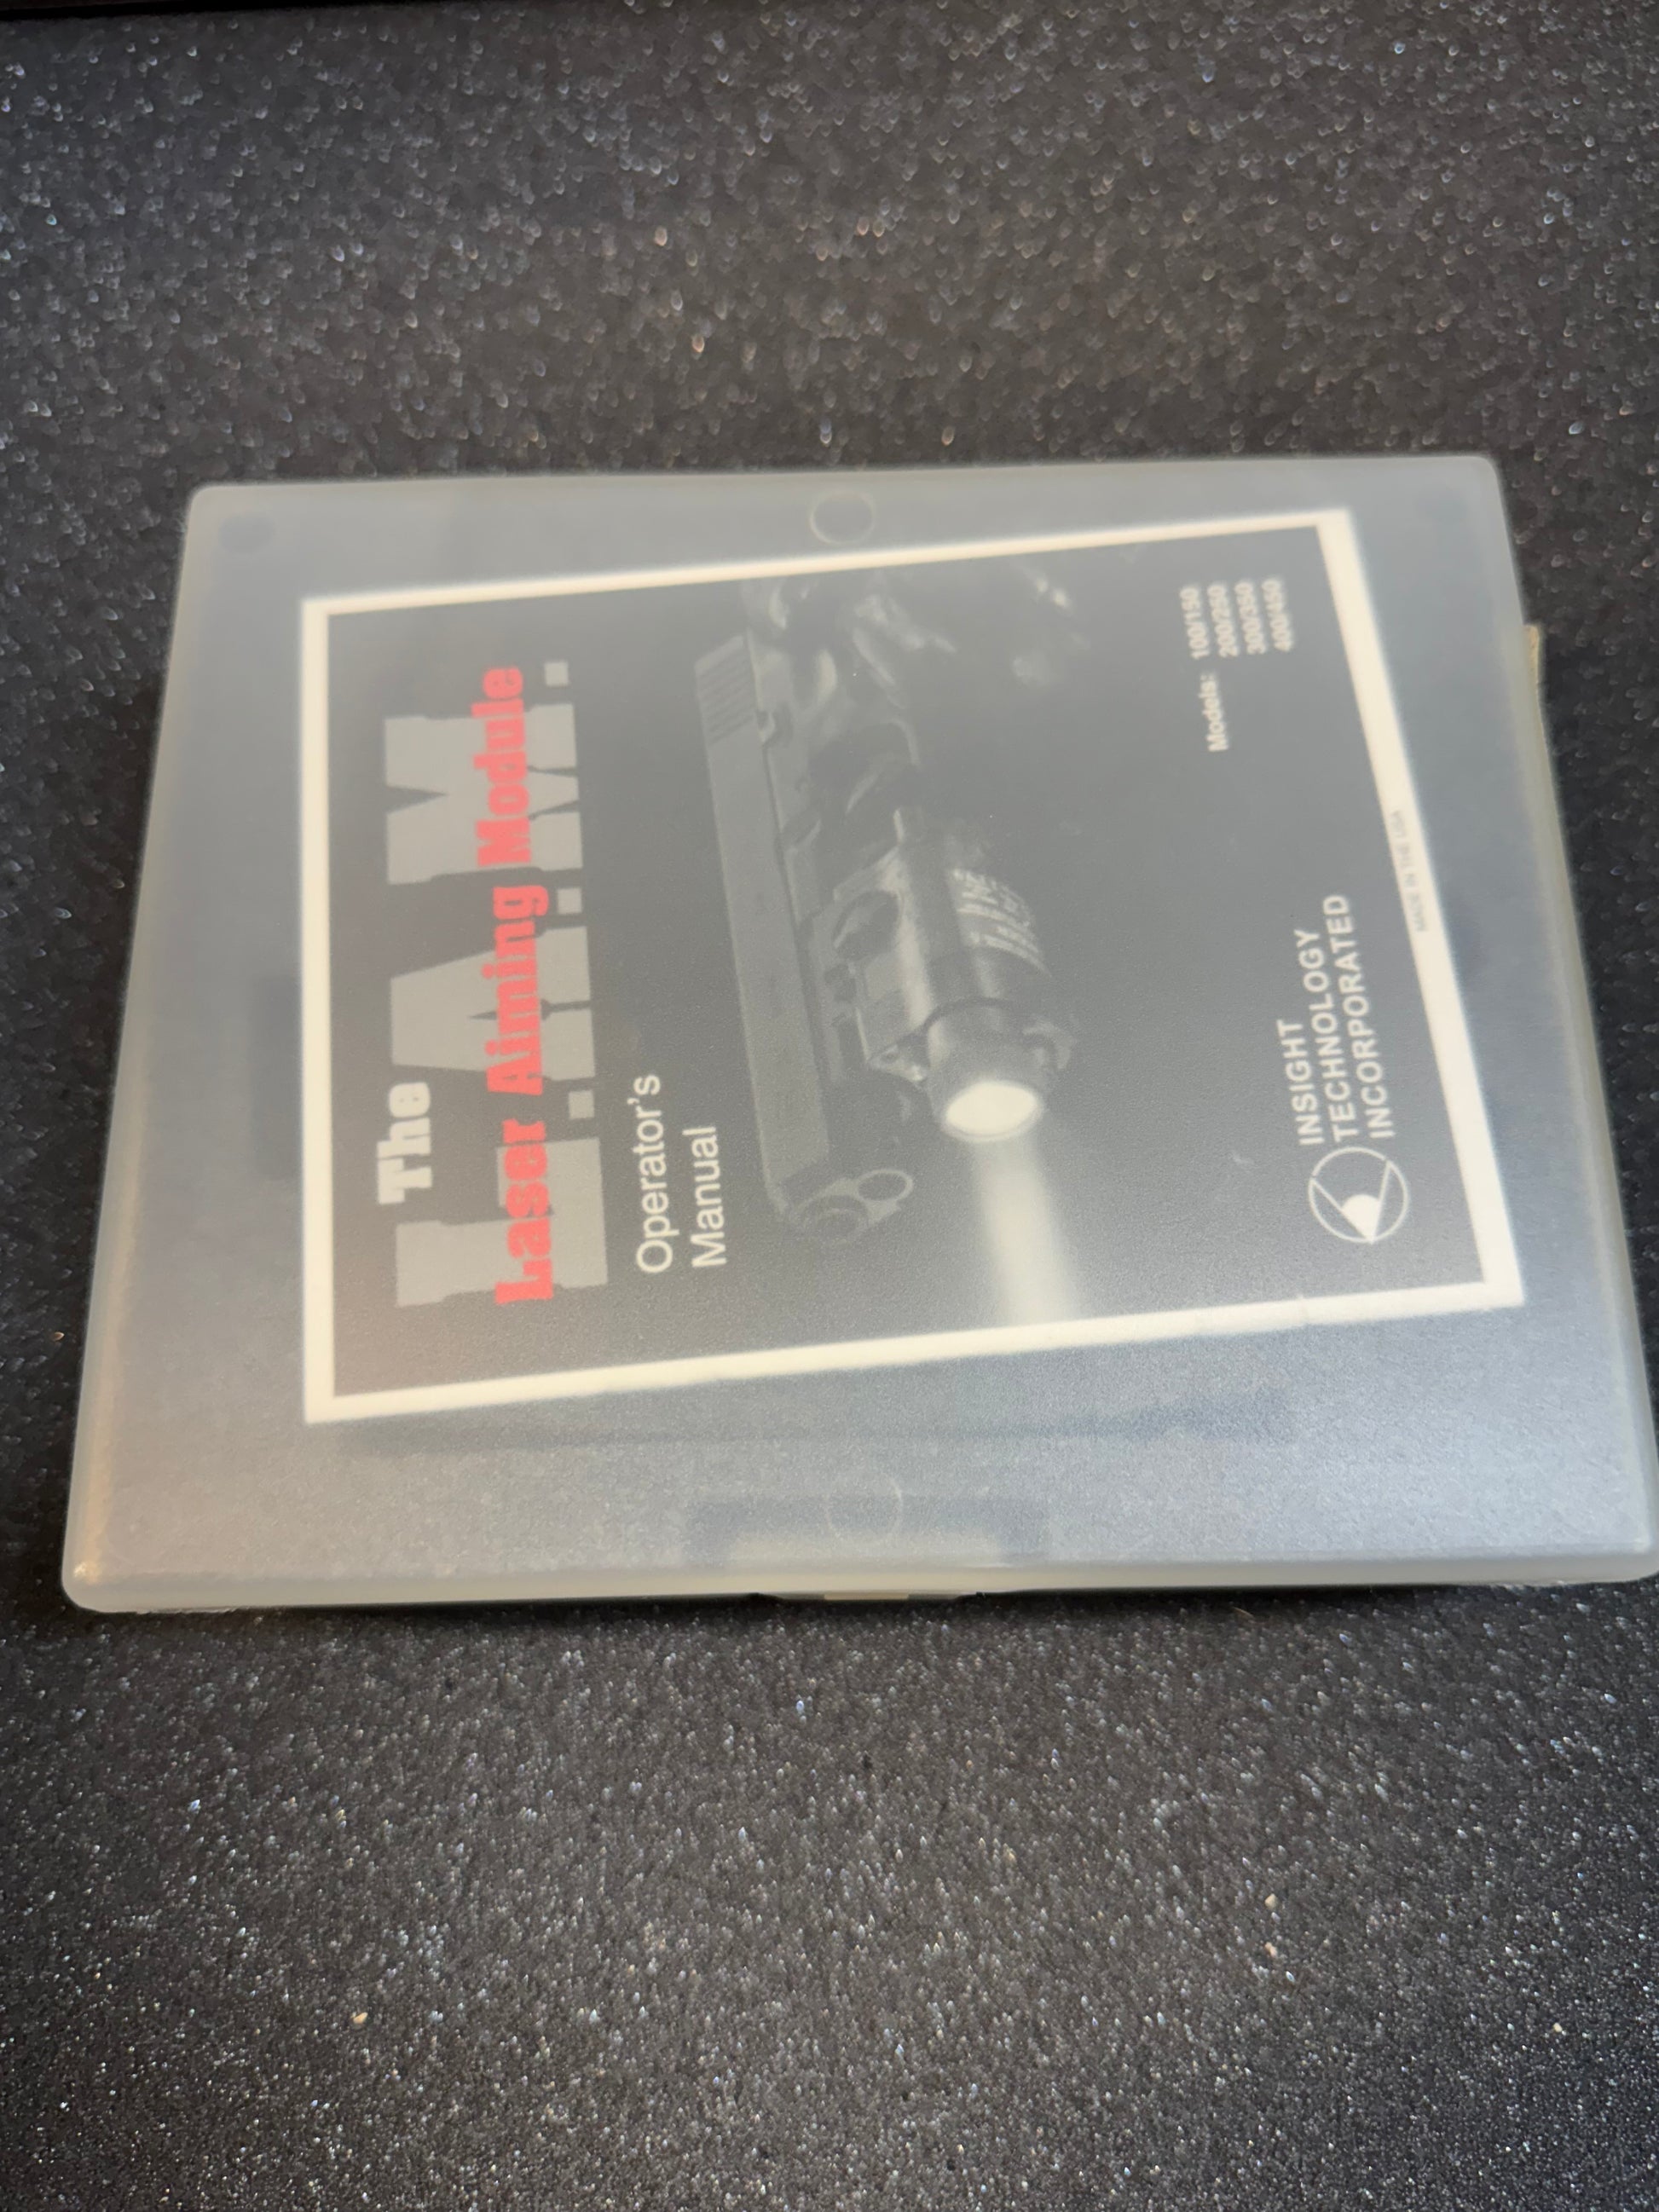 The
L.A.M.
Laser Aiming Module
Operator's
Manual
Models: 100/150
200/250
300/350
400/450
INSIGHT
TECHNOLOGY
INCORPORATED
MADE IN THE USA